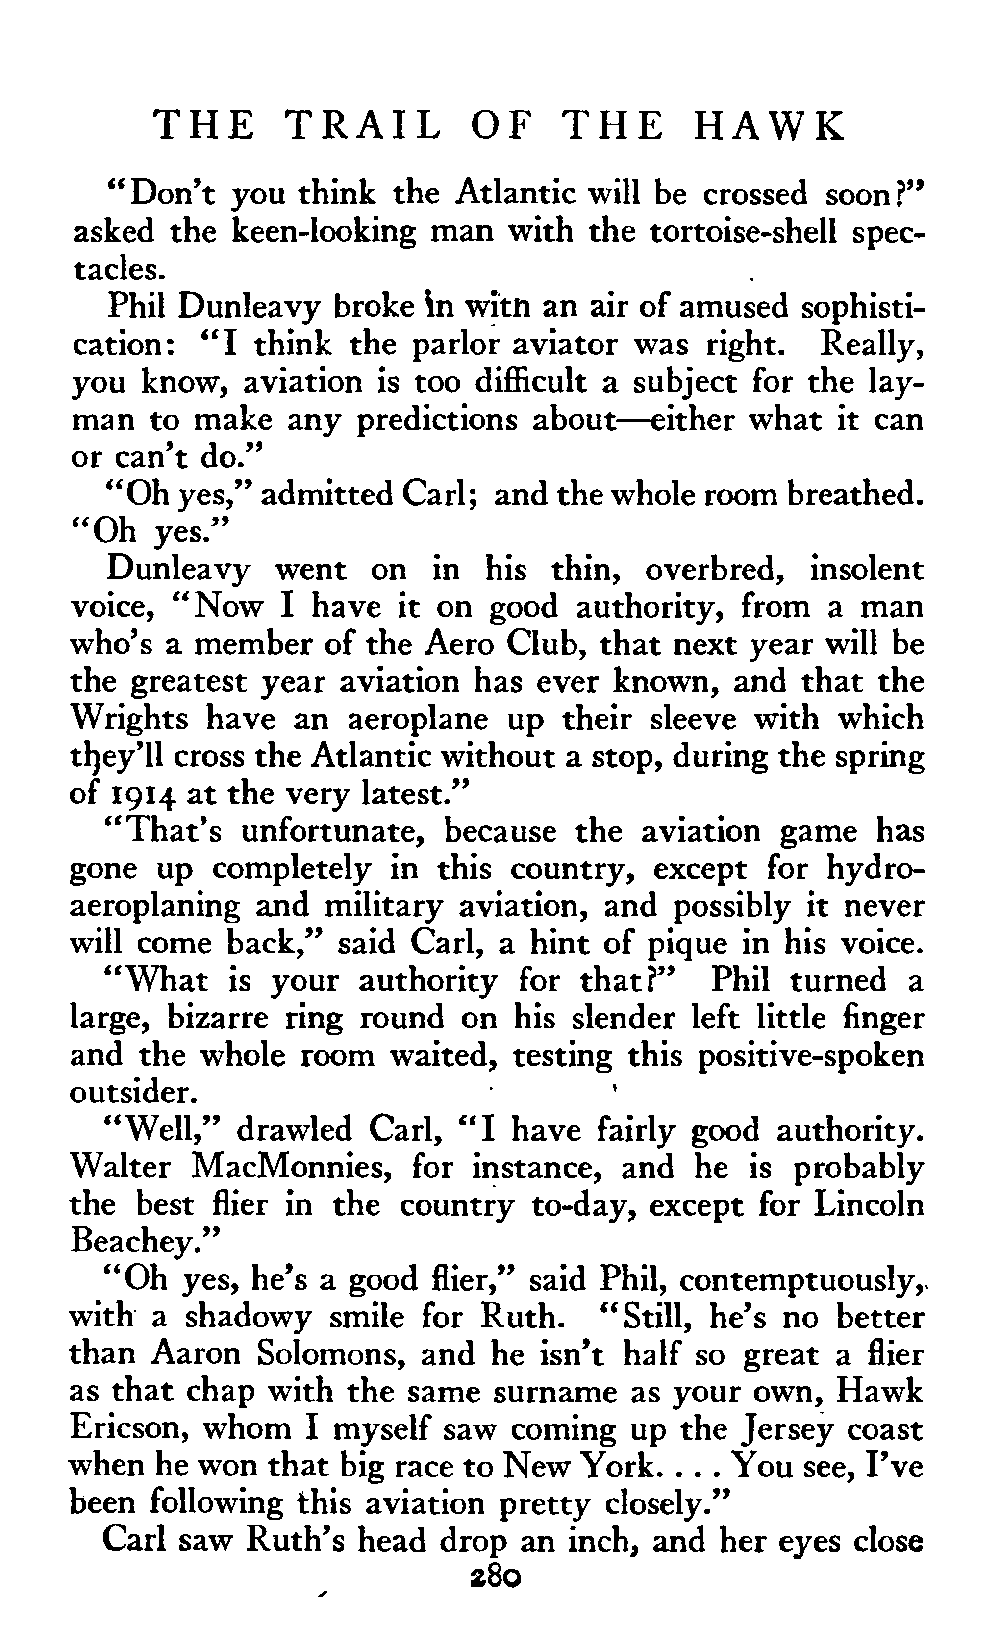 THE TRAIL OF THE HAWK
"Don't you think the Atlantic will be crossed soon?"
asked the keen-looking man with the tortoise-shell spec-
tacles.
Phil Dunleavy broke in with an air of amused sophisti-
cation: "I think the parlor aviator was right. Really,
you know, aviation is too difficult a subject for the lay-
man to make any predictions about—either what it can
or can't do."
"Oh yes," admitted Carl; and the whole room breathed.
"Oh yes."
Dunleavy went on in his thin, overbred, insolent
voice, "Now I have it on good authority, from a man
who's a member of the Aero Club, that next year will be
the greatest year aviation has ever known, and that the
Wrights have an aeroplane up their sleeve with which
they'll cross the Atlantic without a stop, during the spring
of 1914 at the very latest."
"That's unfortunate, because the aviation game has
gone up completely in this country, except for hydro-
aeroplaning and military aviation, and possibly it never
will come back," said Carl, a hint of pique in his voice.
"What is your authority for that?" Phil turned a
large, bizarre ring round on his slender left little finger
and the whole room waited, testing this positive-spoken
outsider.
"Well," drawled Carl, "I have fairly good authority.
Walter MacMonnies, for instance, and he is probably
the best flier in the country to-day, except for Lincoln
Beachey."
"Oh yes, he's a good flier," said Phil, contemptuously,
with a shadowy smile for Ruth. "Still, he's no better
than Aaron Solomons, and he isn't half so great a flier
as that chap with the same surname as your own, Hawk
Ericson, whom I myself saw coming up the Jersey coast
when he won that big race to New York. . . . You see, I've
been following this aviation pretty closely."
Carl saw Ruth's head drop an inch, and her eyes close
280